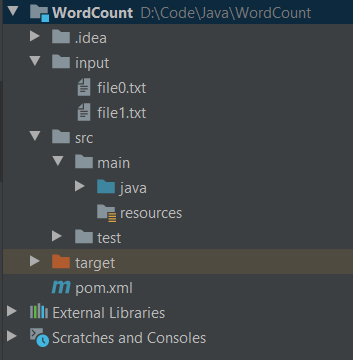 WordCount D:\Code\Java\WordCount
.idea
input
file0.txt
file1.txt
src
main
java
resources
test
target
pom.xml
External Libraries
Scratches and Consoles